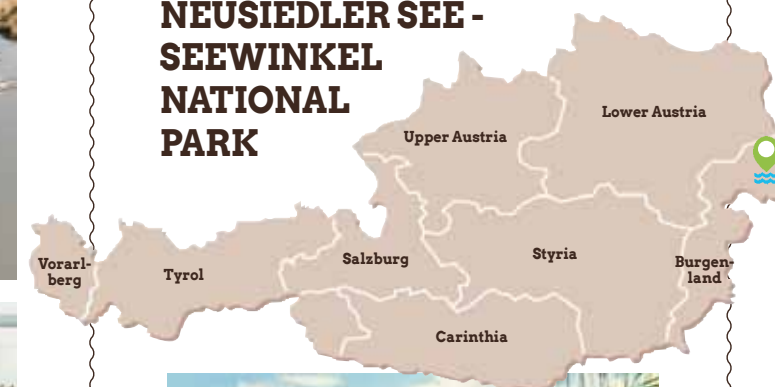 NEUSIEDLER SEE -
SEEWINKEL
NATIONAL
PARK
Lower Austria
Upper Austria
Vorarl-
berg
Tyrol
Salzburg
Styria
Burgen-
land
Carinthia